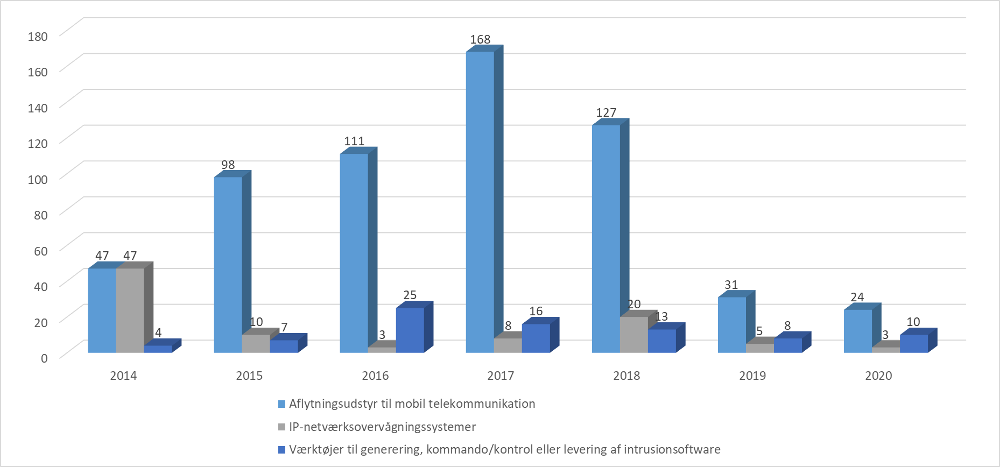 180
160
140
120
100
80
60
40
20
0
47 47 4
98 10 7
111 3 25
168 8 16
127 20 13
31 5 8
24 3 10
2014 2015 2016 2017 2018 2019 2020
Aflytningsudstyr til mobil telekommunikation
IP-netværksovervågningssystemer
Værktøjer til generering, kommando/kontrol eller levering af intrusionsoftware